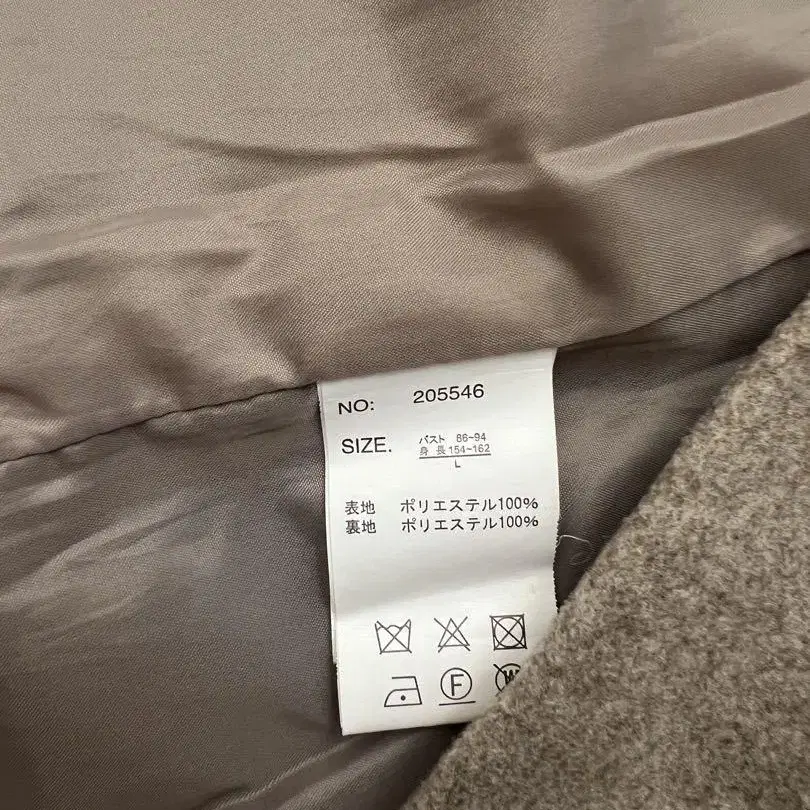 NO: 205546
SIZE. バスト 86~94
身 長 154~162
L
表地 ポリエステル100%
裏地 ポリエステル100%
F
W